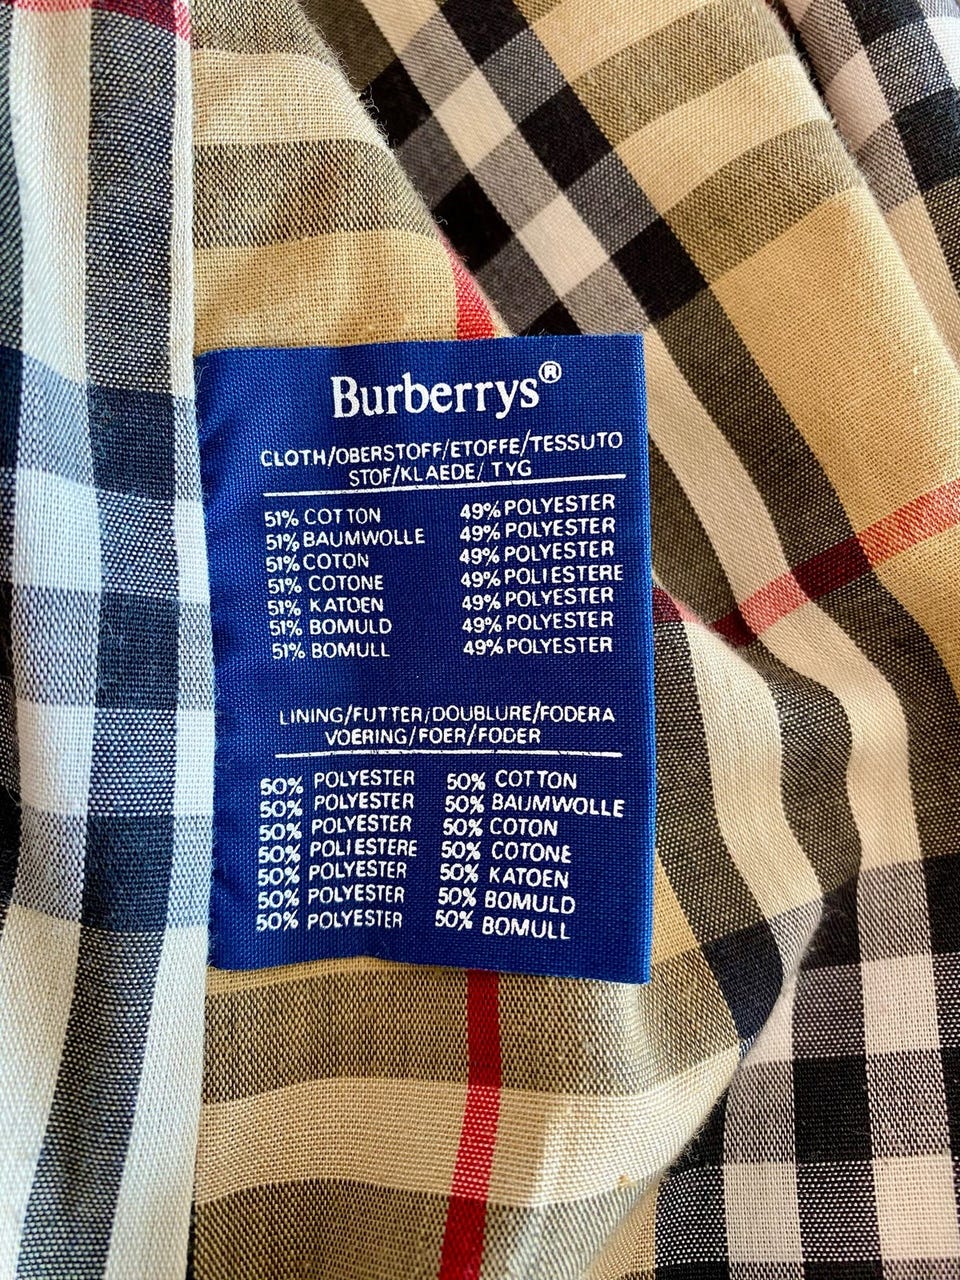 Burberrys®
CLOTH/OBERSTOFF/ETOFFE/TESSUTO
STOF/KLAEDE/ TYG
51% COTTON 49% POLYESTER
51% BAUMWOLLE 49% POLYESTER
51% COTON 49% POLYESTER
51% COTONE 49% POLIESTERE
51% KATOEN 49% POLYESTER
51% BOMULD 49% POLYESTER
51% BOMULL 49% POLYESTER
LINING/FUTTER/DOUBLURE/FODERA
VOERING/FOER/FODER
50% POLYESTER 50% COTTON
50% POLYESTER 50% BAUMWOLLE
50% POLYESTER 50% COTON
50% POLIESTERE 50% COTONE
50% POLYESTER 50% KATOEN
50% POLYESTER 50% BOMULD
50% POLYESTER 50% BOMULL